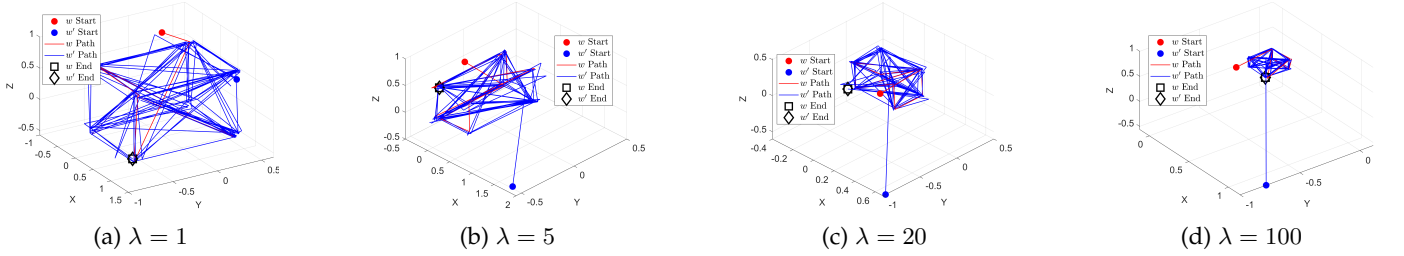 w Start
w′ Start
w Path
w′ Path
w End
w′ End
1
0.5
0
-0.5
Z
-1
-0.5
0
0.5
1
1.5
X
-1
-0.5
0
0.5
Y
(a) λ = 1
w Start
w′ Start
w Path
w′ Path
w End
w′ End
1
0.5
0
-0.5
Z
-0.5
0
0.5
1
1.5
2
X
-0.5
0
0.5
Y
(b) λ = 5
w Start
w′ Start
w Path
w′ Path
w End
w′ End
0.5
0
-0.5
Z
-0.4
-0.2
0
0.2
0.4
0.6
X
-1
-0.5
0
0.5
Y
(c) λ = 20
w Start
w′ Start
w Path
w′ Path
w End
w′ End
1
0.5
0
-0.5
Z
0
1
X
-1
-0.5
0
0.5
Y
(d) λ = 100